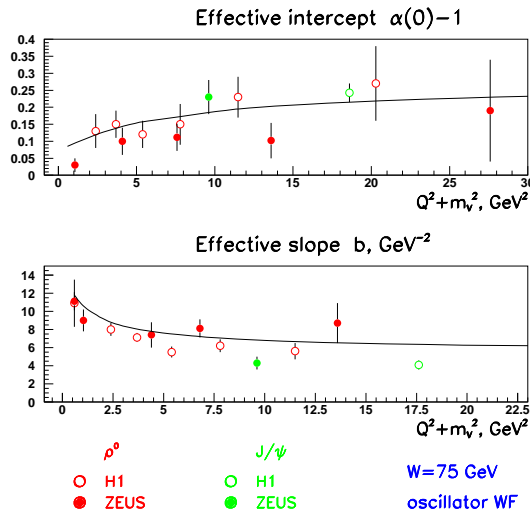 Effective intercept α(0)−1
0.4
0.35
0.3
0.25
0.2
0.15
0.1
0.05
0
0 5 10 15 20 25 30
Q²+mᵥ², GeV²
Effective slope b, GeV⁻²
14
12
10
8
6
4
2
0
0 2.5 5 7.5 10 12.5 15 17.5 20 22.5
Q²+mᵥ², GeV²
ρ⁰ J/ψ
H1 H1 W=75 GeV
ZEUS ZEUS oscillator WF